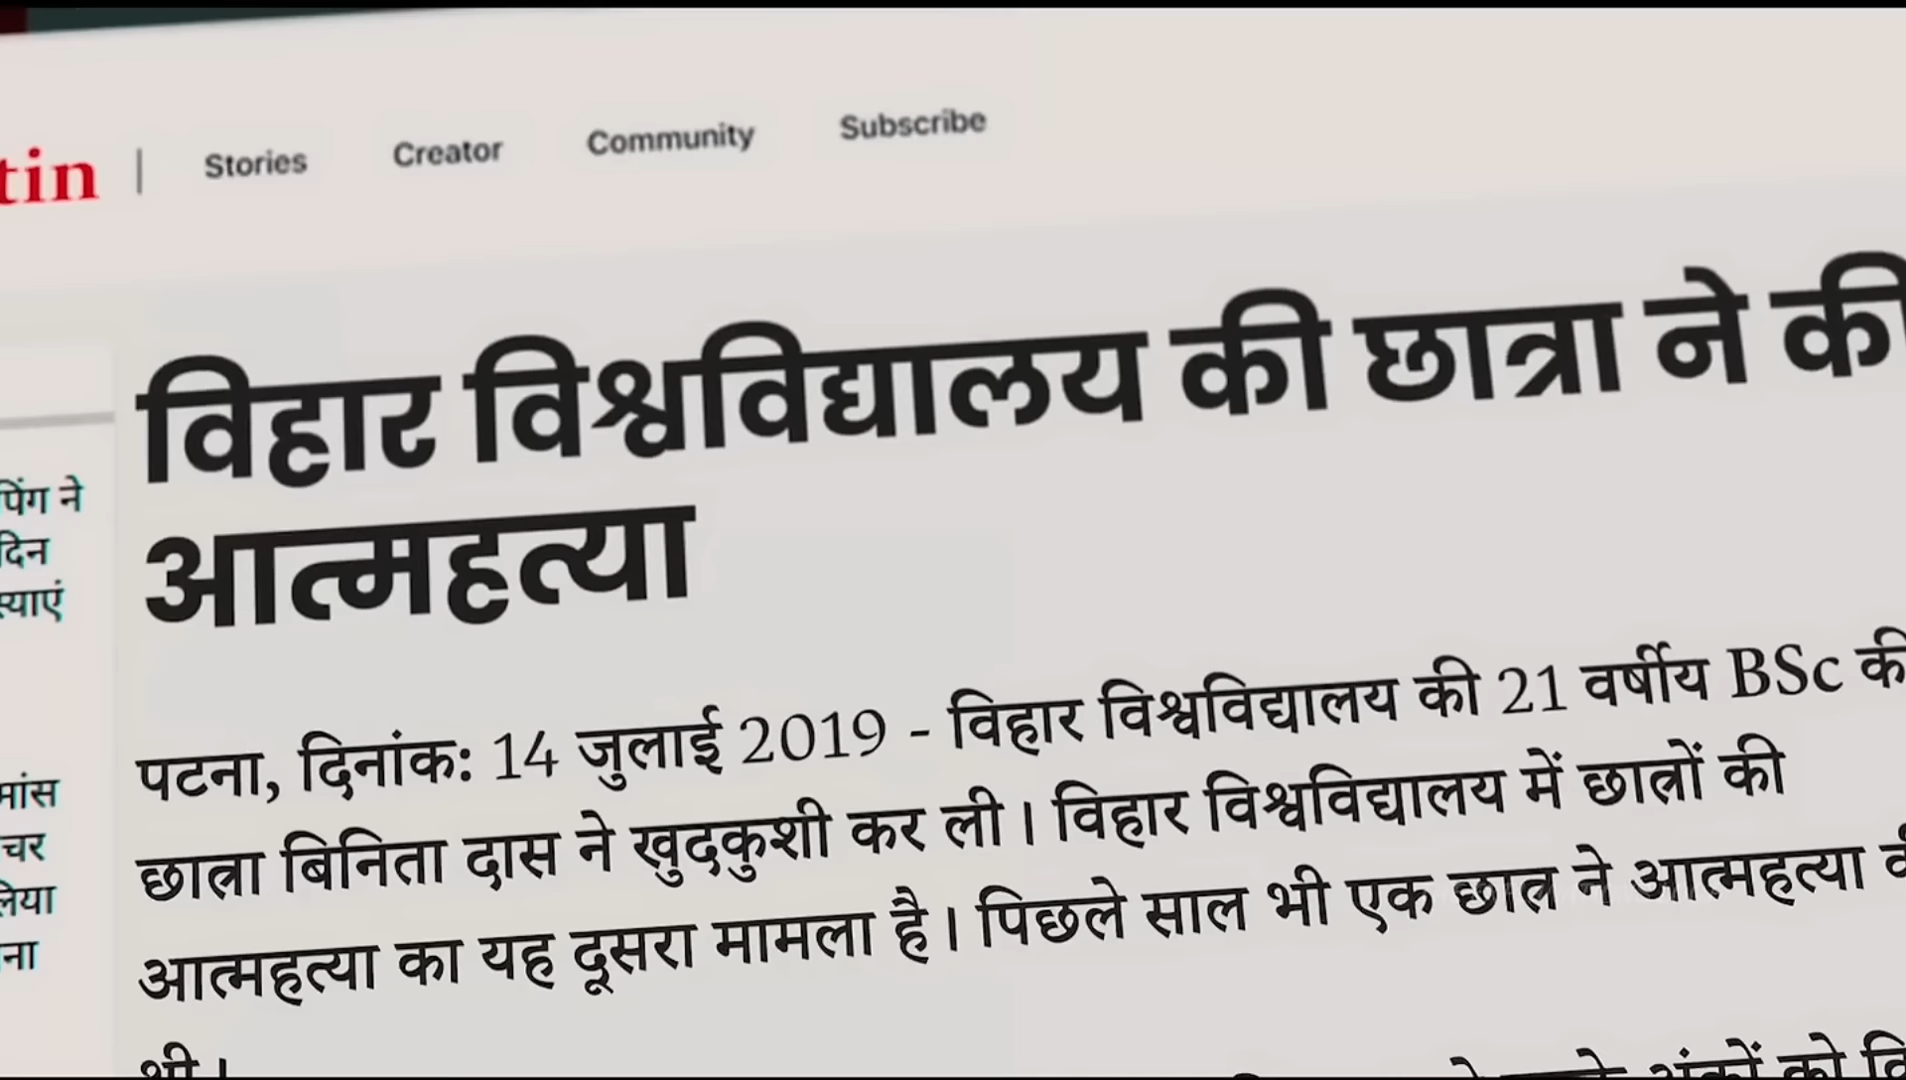 tin | Stories Creator Community Subscribe
विहार विश्वविद्यालय की छात्रा ने की
आत्महत्या
पिंग ने
दिन
स्याएं
मांस
चर
लिया
ना
पटना, दिनांक: 14 जुलाई 2019 - विहार विश्वविद्यालय की 21 वर्षीय BSc की
छात्रा बिनिता दास ने खुदकुशी कर ली। विहार विश्वविद्यालय में छात्रों की
आत्महत्या का यह दूसरा मामला है। पिछले साल भी एक छात्र ने आत्महत्या की
थी।
अंकों को